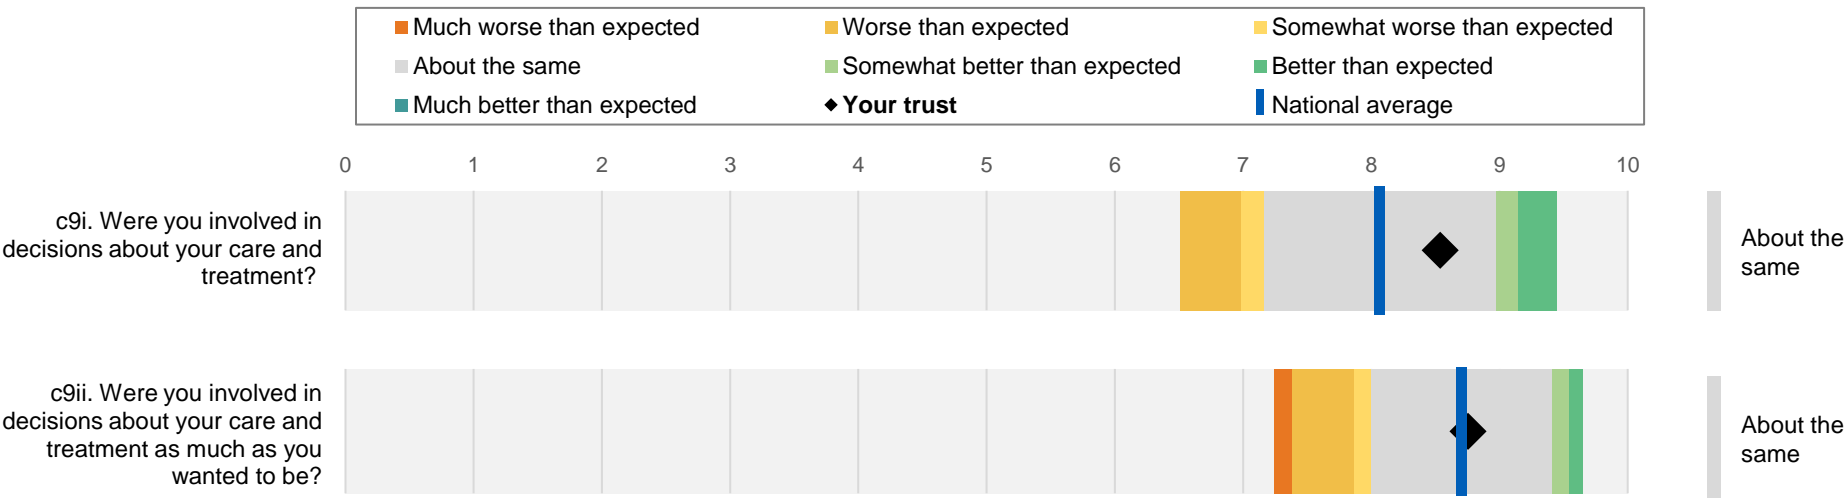 Much worse than expected
Worse than expected
Somewhat worse than expected
About the same
Somewhat better than expected
Better than expected
Much better than expected
Your trust
National average
0 1 2 3 4 5 6 7 8 9 10
c9i. Were you involved in
decisions about your care and
treatment?
About the
same
c9ii. Were you involved in
decisions about your care and
treatment as much as you
wanted to be?
About the
same